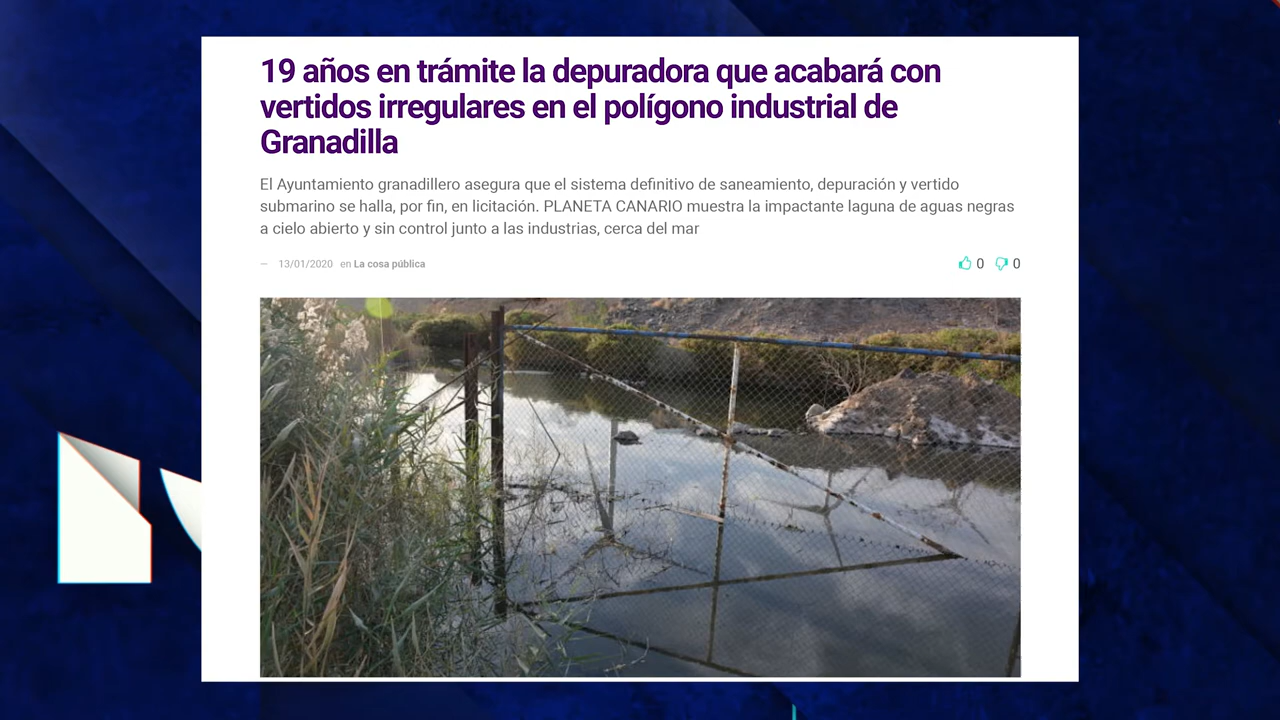 19 años en trámite la depuradora que acabará con
vertidos irregulares en el polígono industrial de
Granadilla
El Ayuntamiento granadillero asegura que el sistema definitivo de saneamiento, depuración y vertido
submarino se halla, por fin, en licitación. PLANETA CANARIO muestra la impactante laguna de aguas negras
a cielo abierto y sin control junto a las industrias, cerca del mar
— 13/01/2020 en La cosa pública
0 0